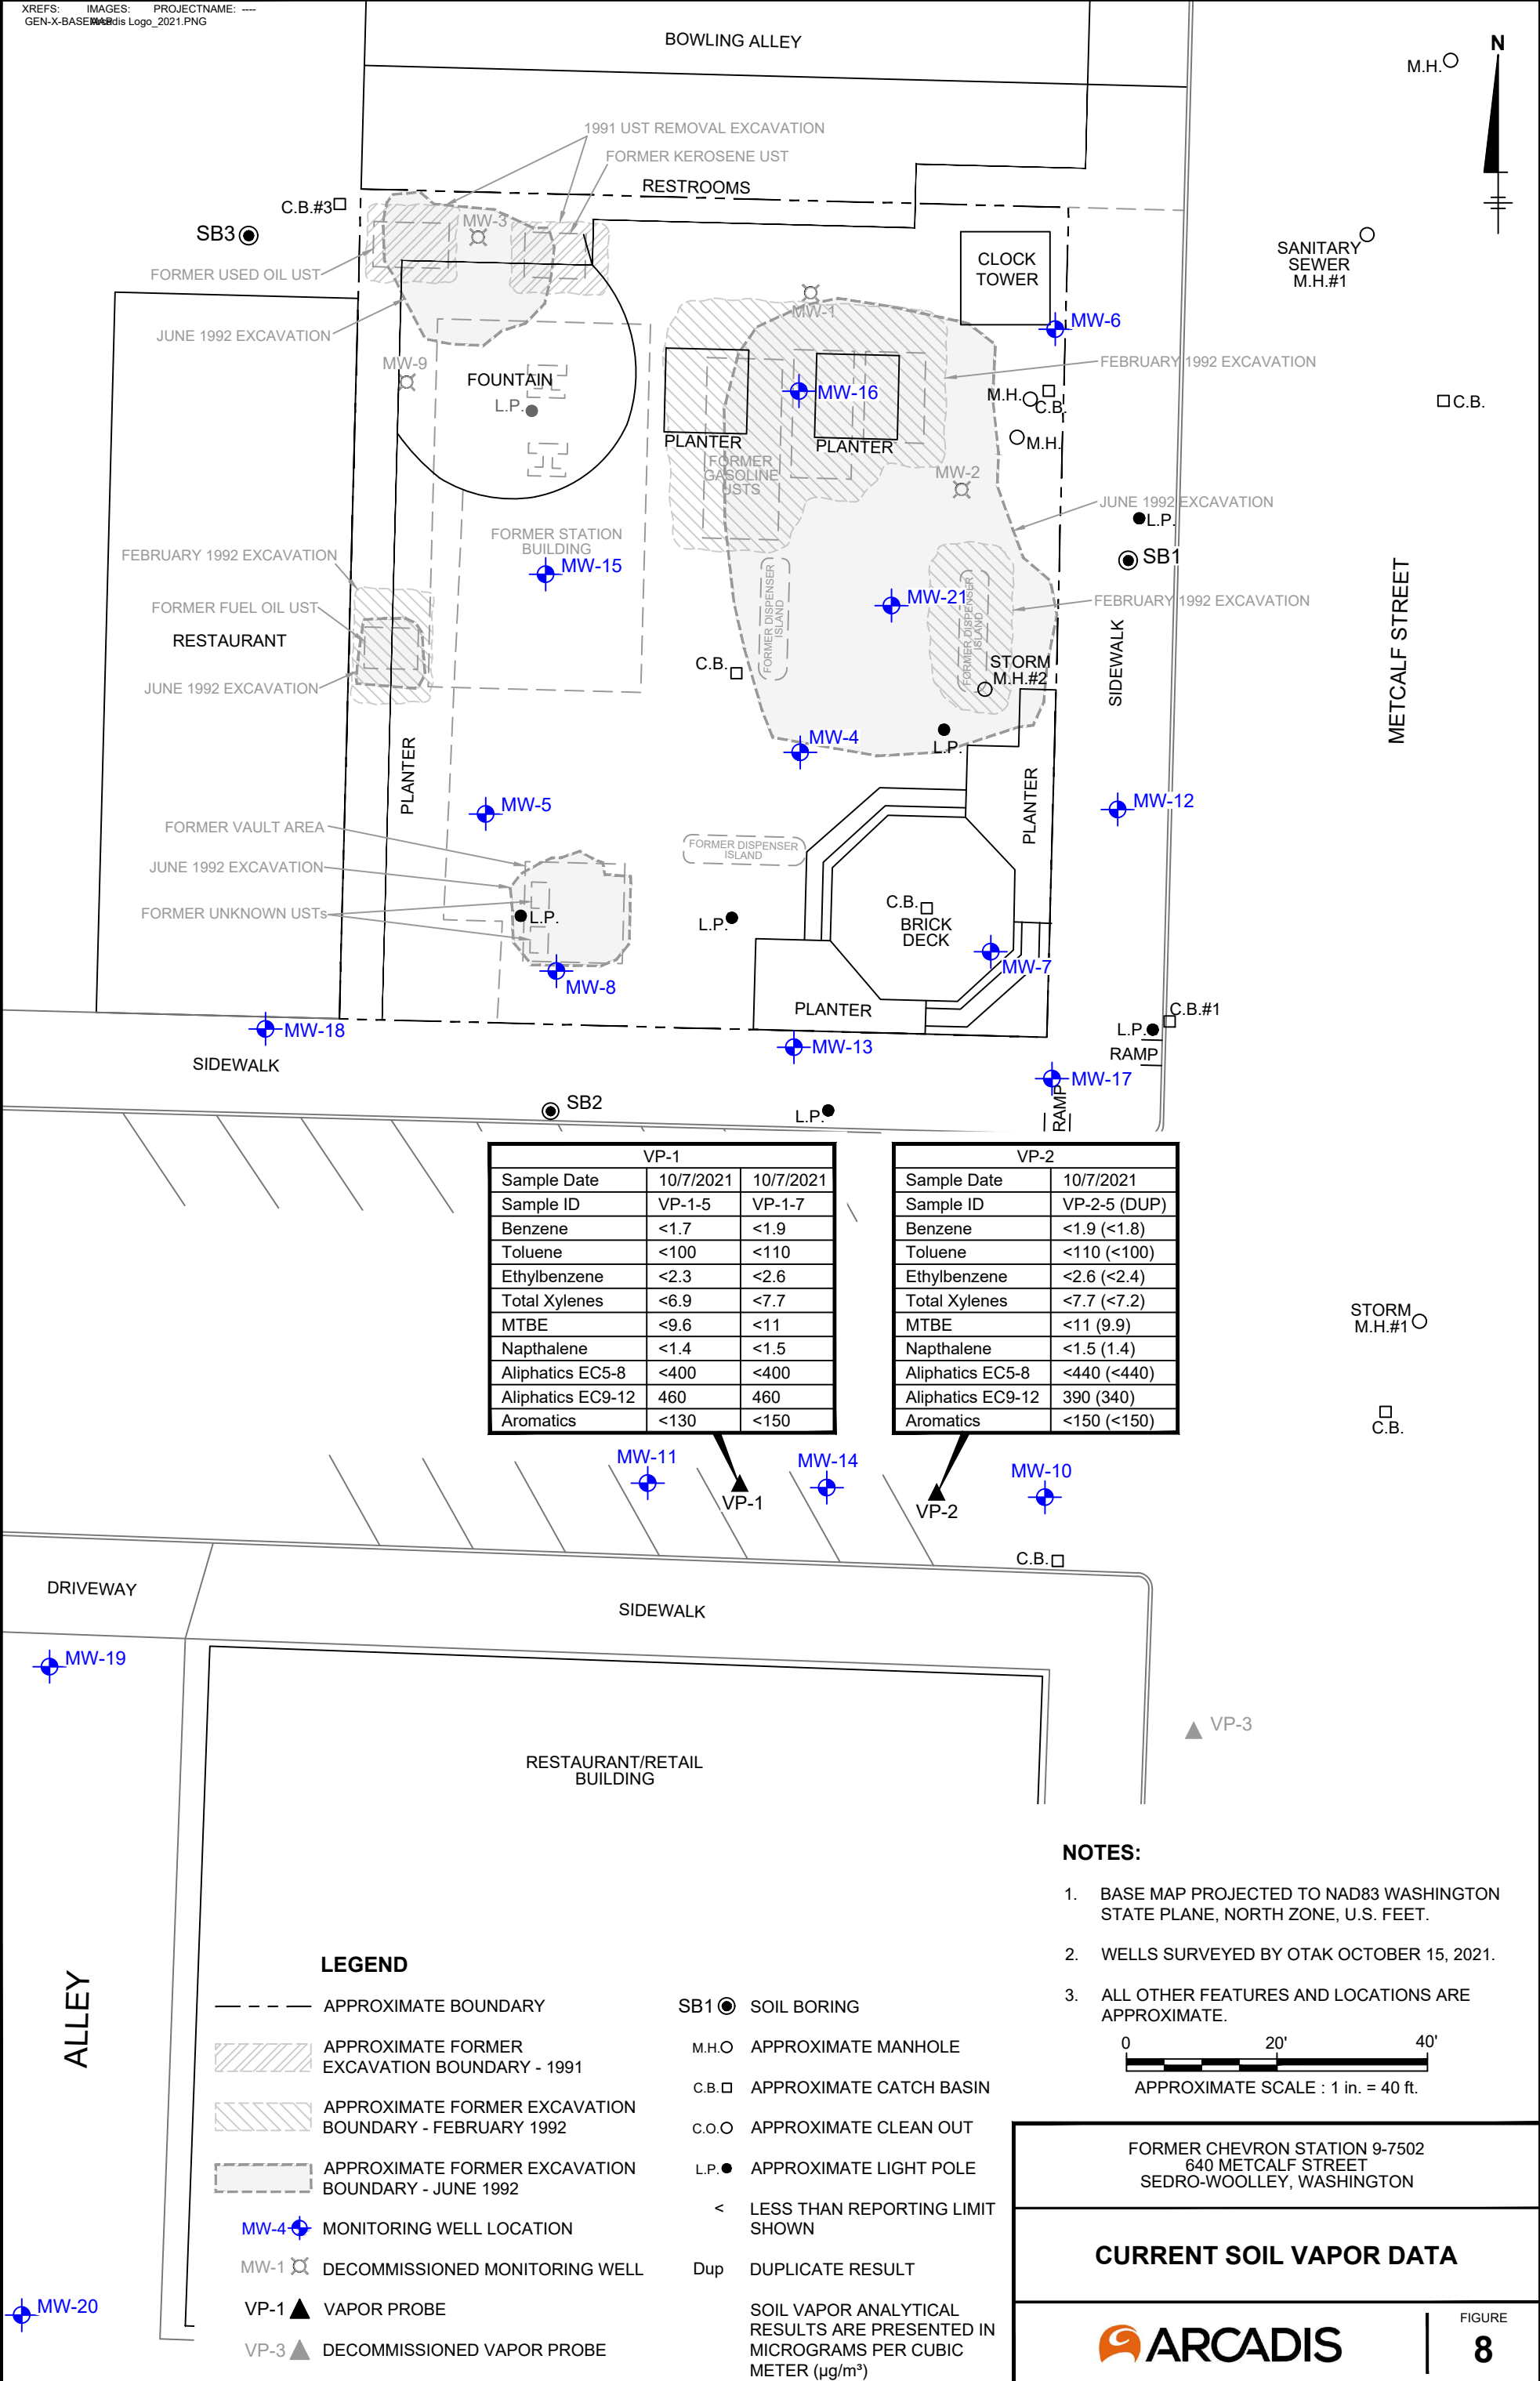 XREFS: IMAGES: PROJECTNAME: ----
GEN-X-BASEMAP Arcadis Logo_2021.PNG
BOWLING ALLEY
N
M.H.
1991 UST REMOVAL EXCAVATION
FORMER KEROSENE UST
RESTROOMS
C.B.#3
SB3
MW-3
FORMER USED OIL UST
CLOCK
TOWER
SANITARY
SEWER
M.H.#1
MW-1
MW-6
JUNE 1992 EXCAVATION
MW-9
FOUNTAIN
L.P.
MW-16
FEBRUARY 1992 EXCAVATION
M.H.
C.B.
C.B.
PLANTER
PLANTER
M.H.
FORMER
GASOLINE
USTS
MW-2
JUNE 1992 EXCAVATION
L.P.
FORMER STATION
BUILDING
FEBRUARY 1992 EXCAVATION
MW-15
SB1
FORMER FUEL OIL UST
MW-21
FEBRUARY 1992 EXCAVATION
FORMER DISPENSER
ISLAND
FORMER DISPENSER
ISLAND
RESTAURANT
SIDEWALK
METCALF STREET
C.B.
STORM
M.H.#2
JUNE 1992 EXCAVATION
MW-4
L.P.
PLANTER
PLANTER
MW-5
MW-12
FORMER VAULT AREA
FORMER DISPENSER
ISLAND
JUNE 1992 EXCAVATION
FORMER UNKNOWN USTs
L.P.
L.P.
C.B.
BRICK
DECK
MW-7
MW-8
PLANTER
C.B.#1
L.P.
MW-18
MW-13
RAMP
SIDEWALK
MW-17
RAMP
SB2
L.P.
VP-1
Sample Date 10/7/2021 10/7/2021
Sample ID VP-1-5 VP-1-7
Benzene <1.7 <1.9
Toluene <100 <110
Ethylbenzene <2.3 <2.6
Total Xylenes <6.9 <7.7
MTBE <9.6 <11
Napthalene <1.4 <1.5
Aliphatics EC5-8 <400 <400
Aliphatics EC9-12 460 460
Aromatics <130 <150
VP-2
Sample Date 10/7/2021
Sample ID VP-2-5 (DUP)
Benzene <1.9 (<1.8)
Toluene <110 (<100)
Ethylbenzene <2.6 (<2.4)
Total Xylenes <7.7 (<7.2)
MTBE <11 (9.9)
Napthalene <1.5 (1.4)
Aliphatics EC5-8 <440 (<440)
Aliphatics EC9-12 390 (340)
Aromatics <150 (<150)
STORM
M.H.#1
C.B.
MW-11
VP-1
MW-14
VP-2
MW-10
C.B.
DRIVEWAY
SIDEWALK
MW-19
VP-3
RESTAURANT/RETAIL
BUILDING
ALLEY
MW-20
LEGEND
APPROXIMATE BOUNDARY
APPROXIMATE FORMER
EXCAVATION BOUNDARY - 1991
APPROXIMATE FORMER EXCAVATION
BOUNDARY - FEBRUARY 1992
APPROXIMATE FORMER EXCAVATION
BOUNDARY - JUNE 1992
MW-4 MONITORING WELL LOCATION
MW-1 DECOMMISSIONED MONITORING WELL
VP-1 VAPOR PROBE
VP-3 DECOMMISSIONED VAPOR PROBE
SB1 SOIL BORING
M.H. APPROXIMATE MANHOLE
C.B. APPROXIMATE CATCH BASIN
C.O. APPROXIMATE CLEAN OUT
L.P. APPROXIMATE LIGHT POLE
< LESS THAN REPORTING LIMIT
SHOWN
Dup DUPLICATE RESULT
SOIL VAPOR ANALYTICAL
RESULTS ARE PRESENTED IN
MICROGRAMS PER CUBIC
METER (µg/m³)
NOTES:
1. BASE MAP PROJECTED TO NAD83 WASHINGTON
STATE PLANE, NORTH ZONE, U.S. FEET.
2. WELLS SURVEYED BY OTAK OCTOBER 15, 2021.
3. ALL OTHER FEATURES AND LOCATIONS ARE
APPROXIMATE.
0 20' 40'
APPROXIMATE SCALE : 1 in. = 40 ft.
FORMER CHEVRON STATION 9-7502
640 METCALF STREET
SEDRO-WOOLLEY, WASHINGTON
CURRENT SOIL VAPOR DATA
ARCADIS
FIGURE
8